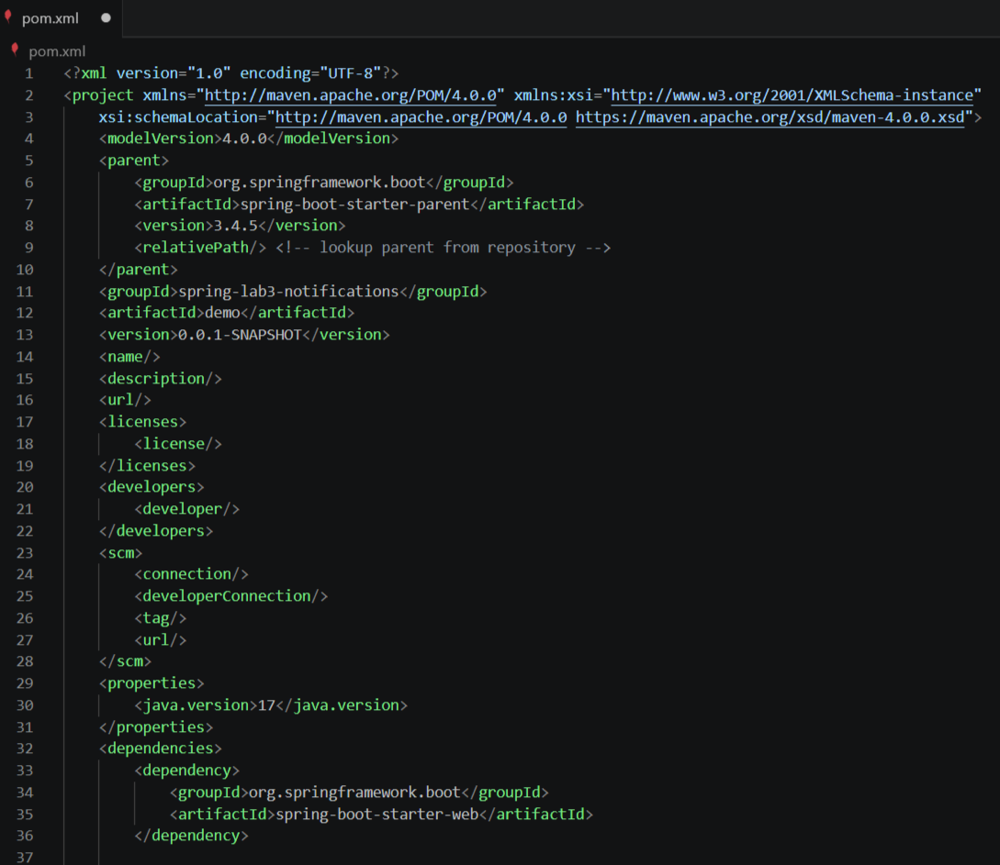 pom.xml
pom.xml
1 <?xml version="1.0" encoding="UTF-8"?>
2 <project xmlns="http://maven.apache.org/POM/4.0.0" xmlns:xsi="http://www.w3.org/2001/XMLSchema-instance"
3 xsi:schemaLocation="http://maven.apache.org/POM/4.0.0 https://maven.apache.org/xsd/maven-4.0.0.xsd">
4 <modelVersion>4.0.0</modelVersion>
5 <parent>
6 <groupId>org.springframework.boot</groupId>
7 <artifactId>spring-boot-starter-parent</artifactId>
8 <version>3.4.5</version>
9 <relativePath/> <!-- lookup parent from repository -->
10 </parent>
11 <groupId>spring-lab3-notifications</groupId>
12 <artifactId>demo</artifactId>
13 <version>0.0.1-SNAPSHOT</version>
14 <name/>
15 <description/>
16 <url/>
17 <licenses>
18 <license/>
19 </licenses>
20 <developers>
21 <developer/>
22 </developers>
23 <scm>
24 <connection/>
25 <developerConnection/>
26 <tag/>
27 <url/>
28 </scm>
29 <properties>
30 <java.version>17</java.version>
31 </properties>
32 <dependencies>
33 <dependency>
34 <groupId>org.springframework.boot</groupId>
35 <artifactId>spring-boot-starter-web</artifactId>
36 </dependency>
37